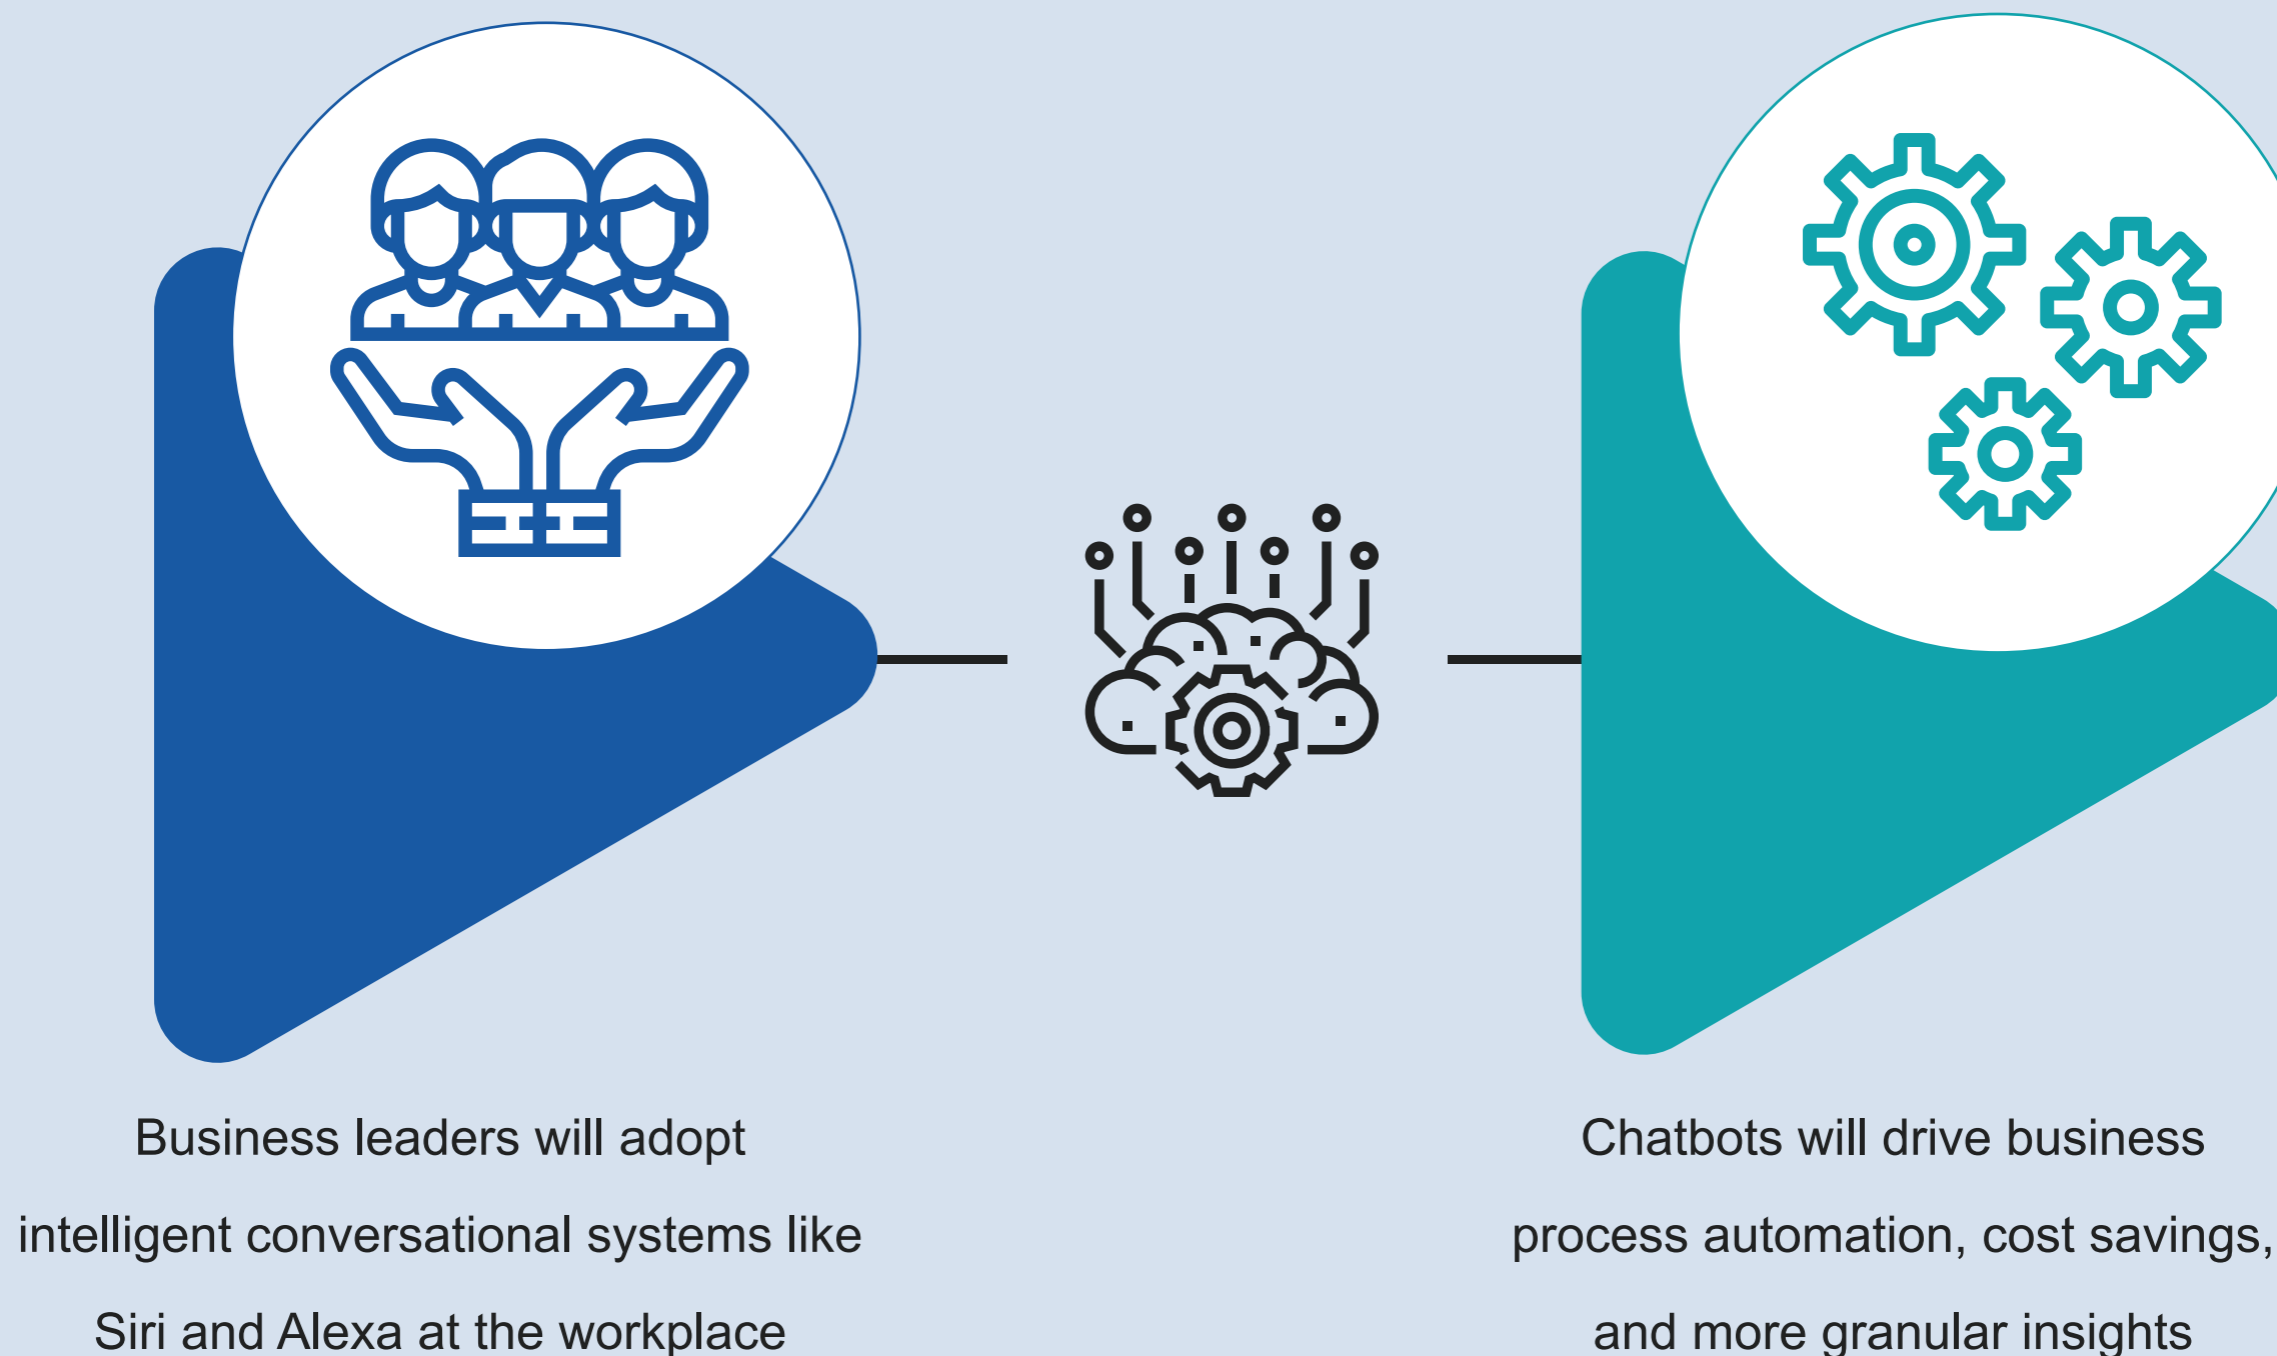 Business leaders will adopt
intelligent conversational systems like
Siri and Alexa at the workplace
Chatbots will drive business
process automation, cost savings,
and more granular insights